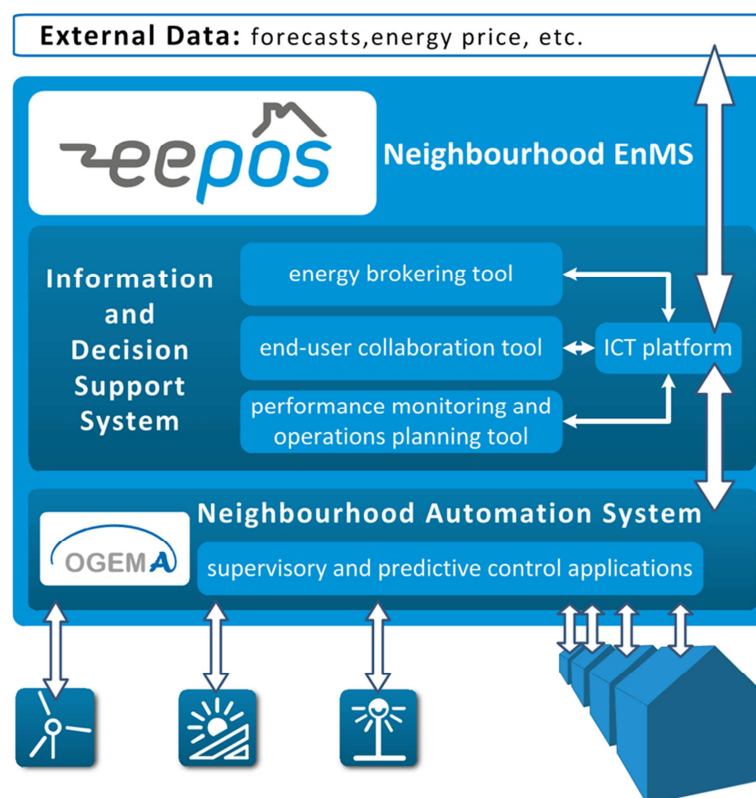 External Data: forecasts,energy price, etc.
eepos
Neighbourhood EnMS
Information
and
Decision
Support
System
energy brokering tool
end-user collaboration tool
performance monitoring and
operations planning tool
ICT platform
Neighbourhood Automation System
OGEMA
supervisory and predictive control applications